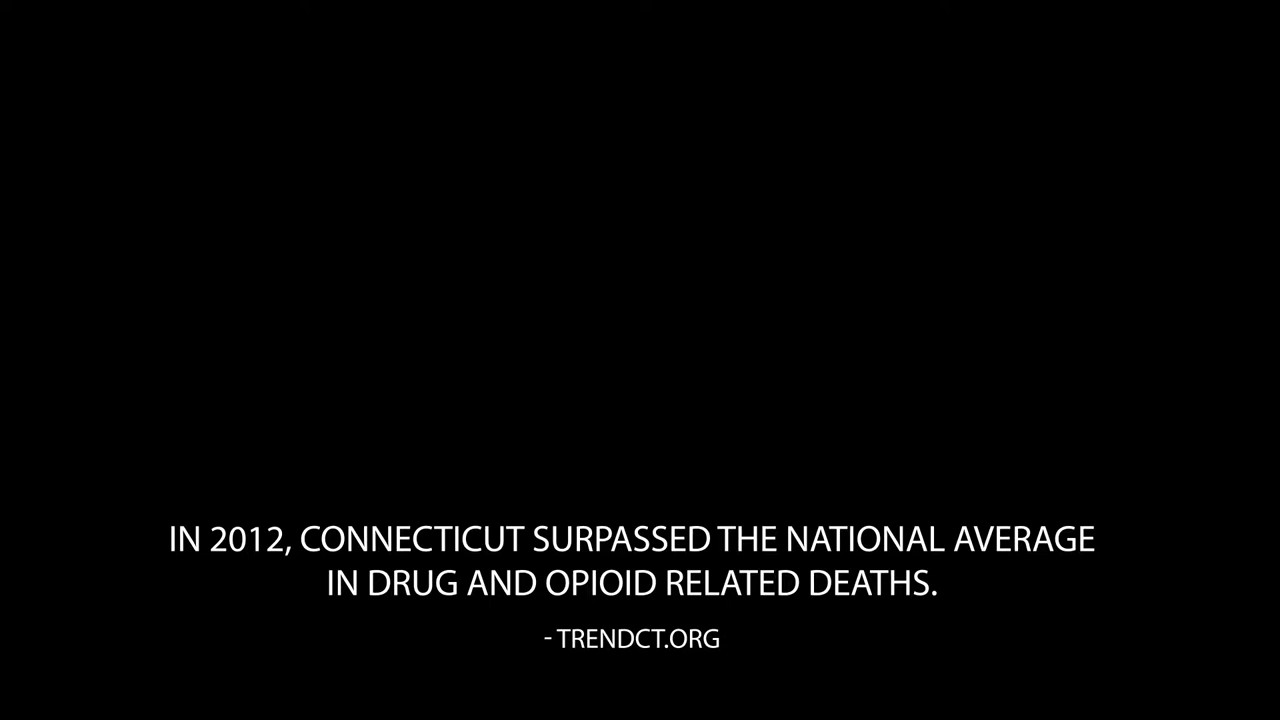 IN 2012, CONNECTICUT SURPASSED THE NATIONAL AVERAGE
IN DRUG AND OPIOID RELATED DEATHS.
- TRENDCT.ORG